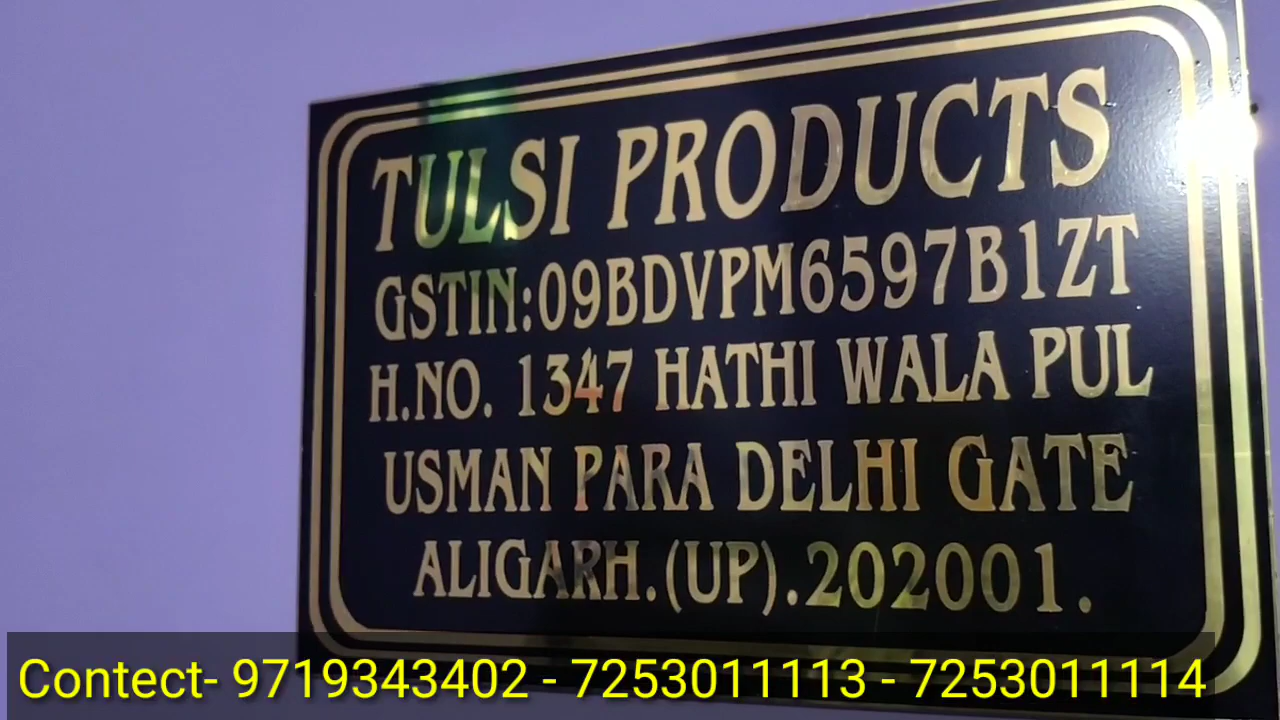 TULSI PRODUCTS
GSTIN:09BDVPM6597B1ZT
H.NO. 1347 HATHI WALA PUL
USMAN PARA DELHI GATE
ALIGARH.(UP).202001.
Contect- 9719343402 - 7253011113 - 7253011114